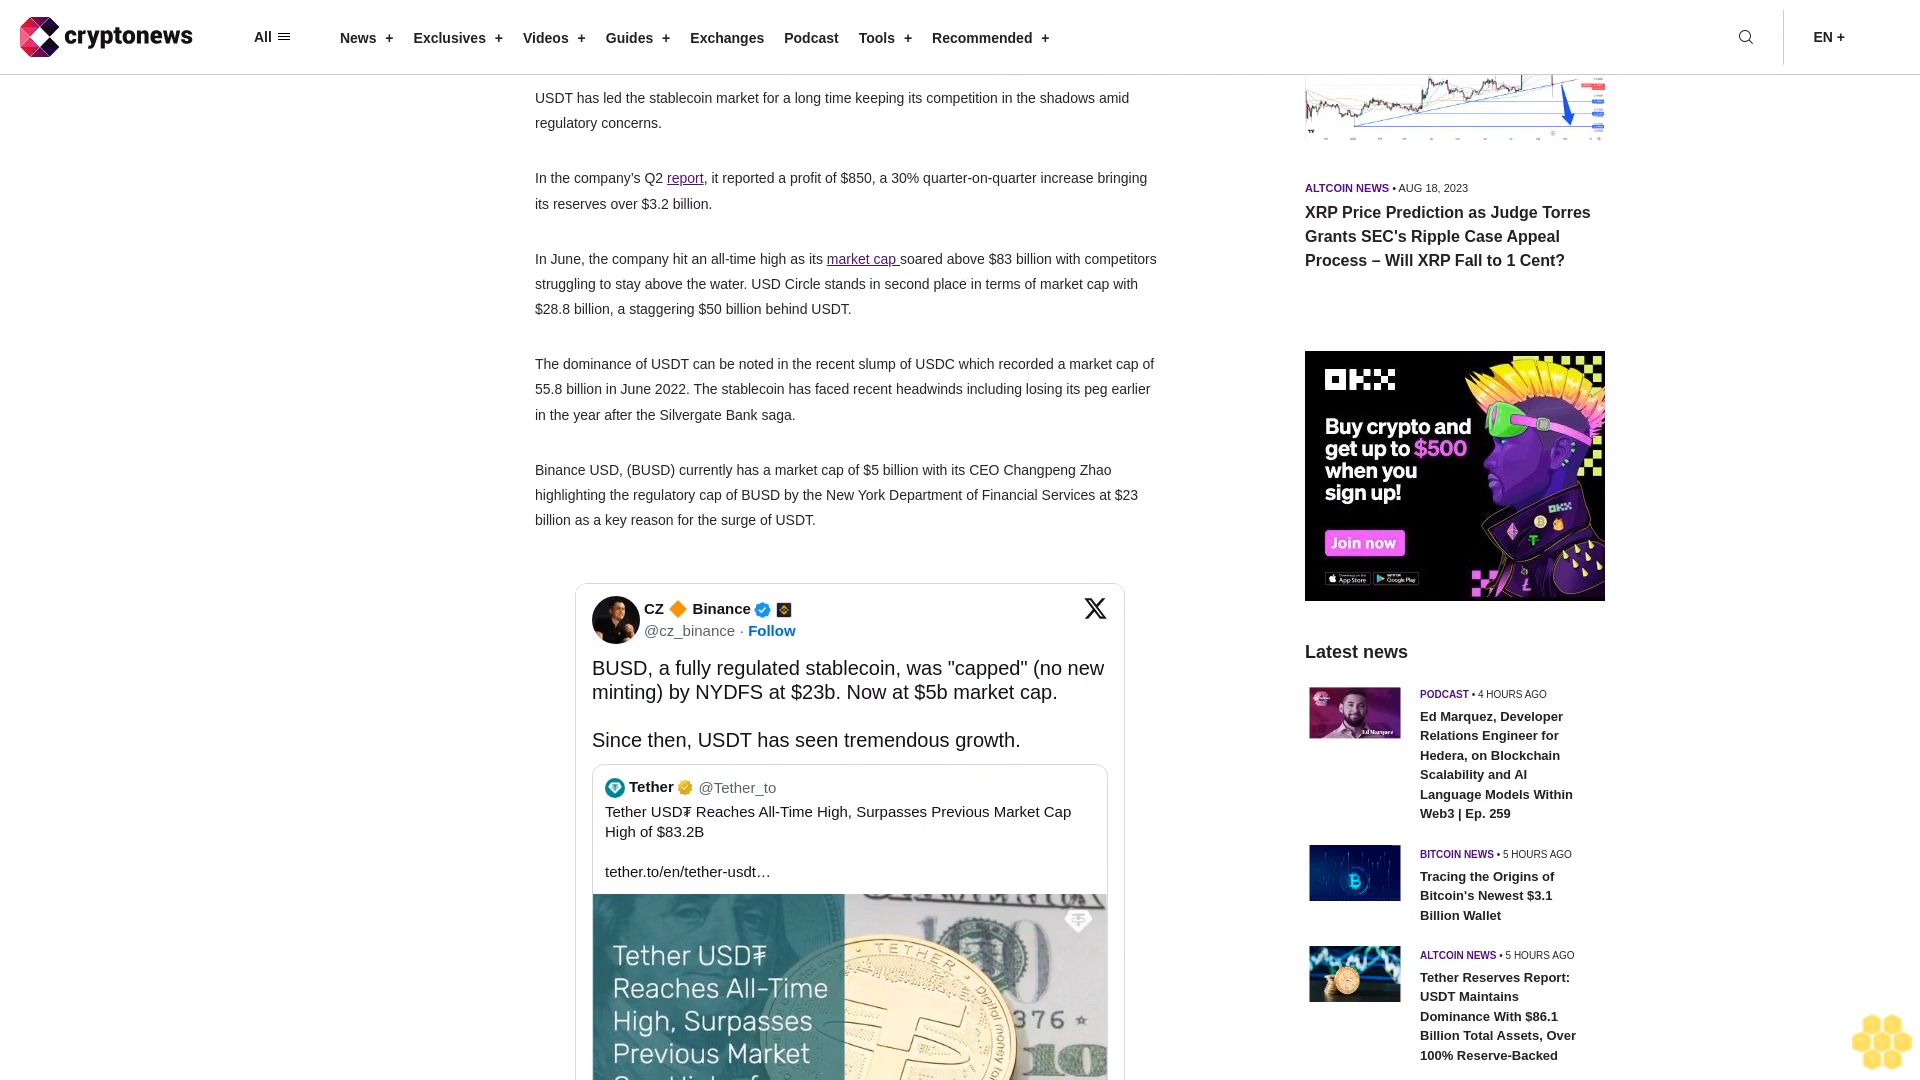 cryptonews
All
News +
Exclusives +
Videos +
Guides +
Exchanges
Podcast
Tools +
Recommended +
EN +
USDT has led the stablecoin market for a long time keeping its competition in the shadows amid
regulatory concerns.
In the company’s Q2 report, it reported a profit of $850, a 30% quarter-on-quarter increase bringing
its reserves over $3.2 billion.
In June, the company hit an all-time high as its market cap soared above $83 billion with competitors
struggling to stay above the water. USD Circle stands in second place in terms of market cap with
$28.8 billion, a staggering $50 billion behind USDT.
The dominance of USDT can be noted in the recent slump of USDC which recorded a market cap of
55.8 billion in June 2022. The stablecoin has faced recent headwinds including losing its peg earlier
in the year after the Silvergate Bank saga.
Binance USD, (BUSD) currently has a market cap of $5 billion with its CEO Changpeng Zhao
highlighting the regulatory cap of BUSD by the New York Department of Financial Services at $23
billion as a key reason for the surge of USDT.
CZ 🔶 Binance
@cz_binance · Follow
BUSD, a fully regulated stablecoin, was "capped" (no new
minting) by NYDFS at $23b. Now at $5b market cap.
Since then, USDT has seen tremendous growth.
Tether @Tether_to
Tether USD₮ Reaches All-Time High, Surpasses Previous Market Cap
High of $83.2B
tether.to/en/tether-usdt…
Tether USD₮
Reaches All-Time
High, Surpasses
Previous Market
TETHER
Digital money for
100
376
ALTCOIN NEWS • AUG 18, 2023
XRP Price Prediction as Judge Torres
Grants SEC's Ripple Case Appeal
Process – Will XRP Fall to 1 Cent?
OKX
Buy crypto and
get up to $500
when you
sign up!
Join now
App Store
Google Play
OKX
Latest news
Ed Marquez
PODCAST • 4 HOURS AGO
Ed Marquez, Developer
Relations Engineer for
Hedera, on Blockchain
Scalability and AI
Language Models Within
Web3 | Ep. 259
BITCOIN NEWS • 5 HOURS AGO
Tracing the Origins of
Bitcoin's Newest $3.1
Billion Wallet
ALTCOIN NEWS • 5 HOURS AGO
Tether Reserves Report:
USDT Maintains
Dominance With $86.1
Billion Total Assets, Over
100% Reserve-Backed